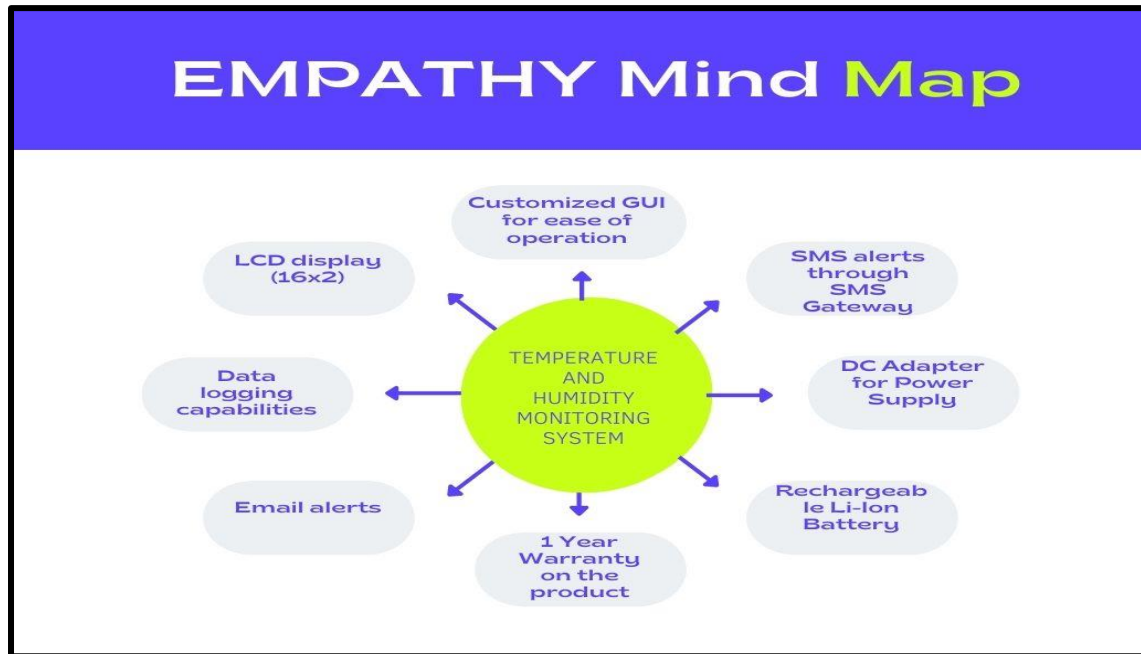 EMPATHY Mind Map
Customized GUI
for ease of
operation
LCD display
(16x2)
SMS alerts
through
SMS
Gateway
TEMPERATURE
AND
HUMIDITY
MONITORING
SYSTEM
Data
logging
capabilities
DC Adapter
for Power
Supply
Email alerts
Rechargeab
le Li-Ion
Battery
1 Year
Warranty
on the
product